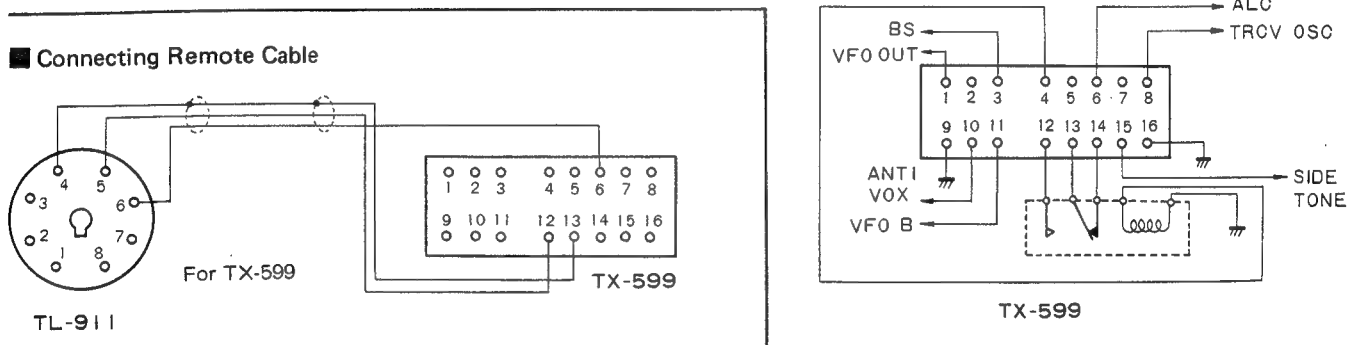 ■ Connecting Remote Cable
4 5
3 6
2 7
1 8
For TX-599
TL-911
1 2 3 4 5 6 7 8
9 10 11 12 13 14 15 16
TX-599
ALC
BS
TRCV OSC
VFO OUT
1 2 3 4 5 6 7 8
9 10 11 12 13 14 15 16
ANTI
VOX
SIDE
TONE
VFO B
TX-599